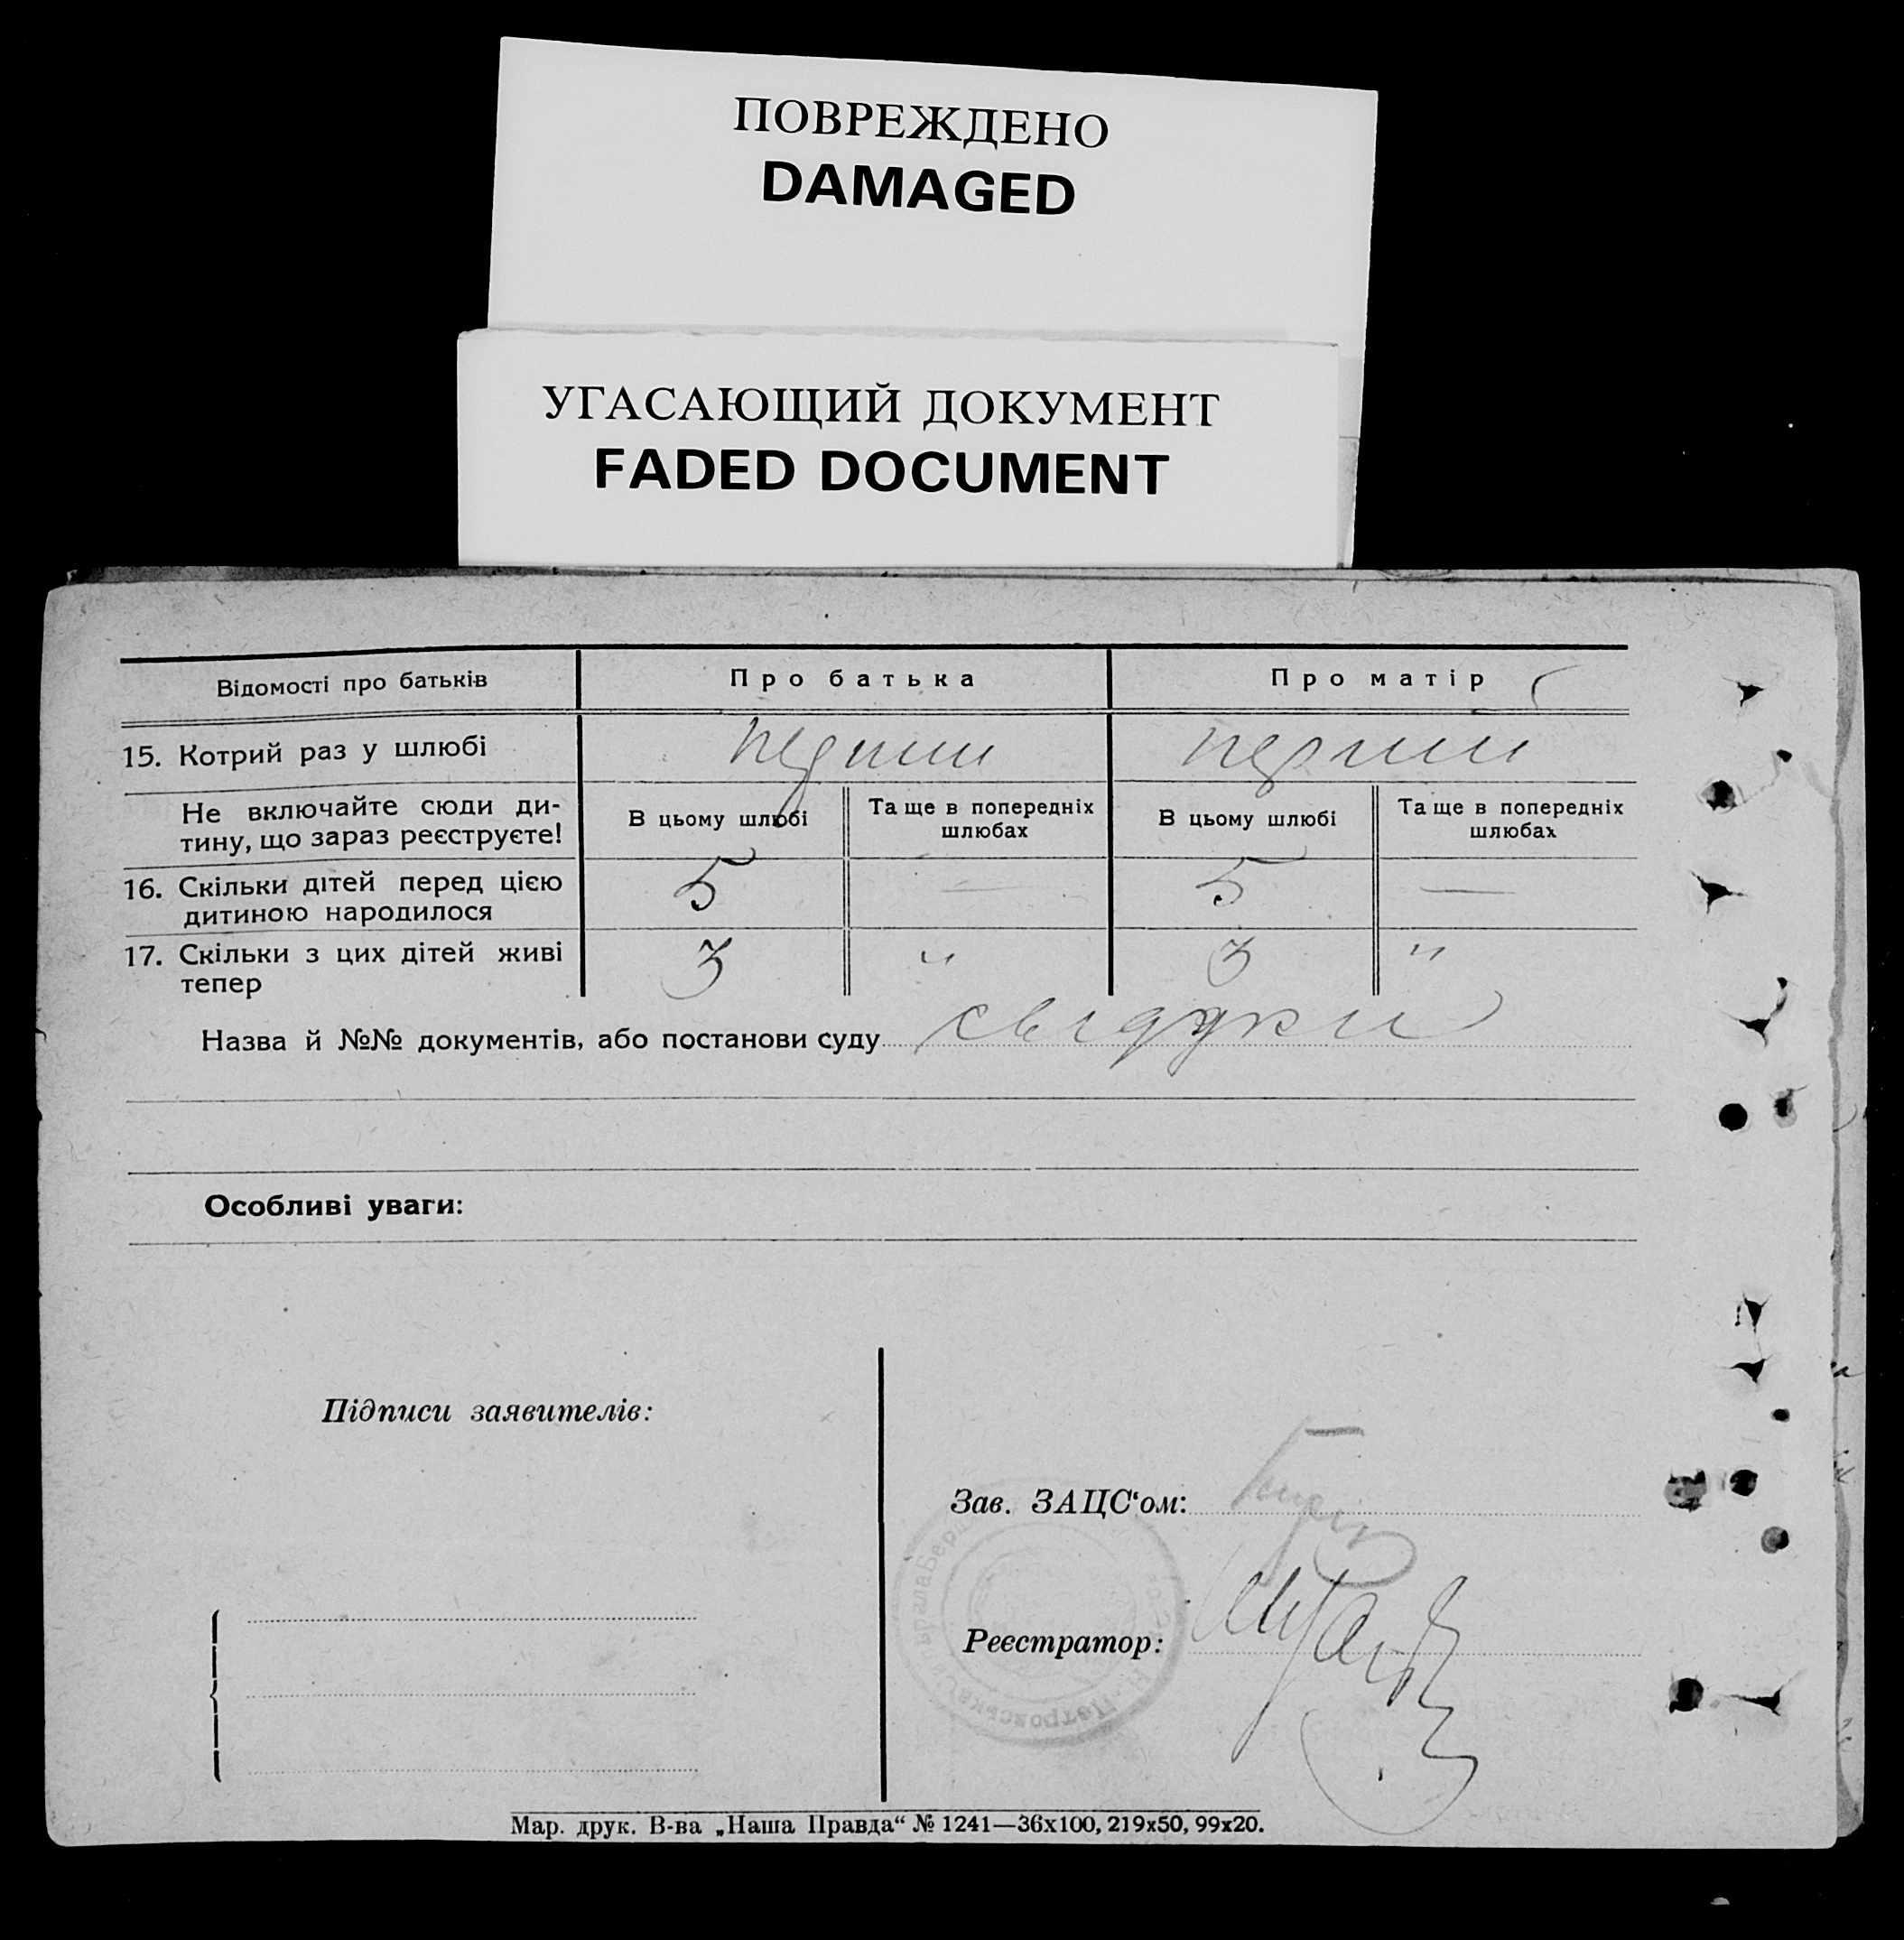 ПОВРЕЖДЕНО
DAMAGED
УГАСАЮЩИЙ ДОКУМЕНТ
FADED DOCUMENT
Відомості про батьків Про батька Про матір
15. Котрий раз у шлюбі перший перший
Не включайте сюди ди-
тину, що зараз реєструєте!
В цьому шлюбі
Та ще в попередніх
шлюбах
В цьому шлюбі
Та ще в попередніх
шлюбах
16. Скільки дітей перед цією
дитиною народилося
5 — 5 —
17. Скільки з цих дітей живі
тепер
3 " 3 "
Назва й №№ документів, або постанови суду свіддки
Особливі уваги:
Підписи заявителів:
Зав. ЗАЦС‘ом:
Реєстратор:
Мар. друк. В-ва „Наша Правда“ № 1241—36х100, 219х50, 99х20.